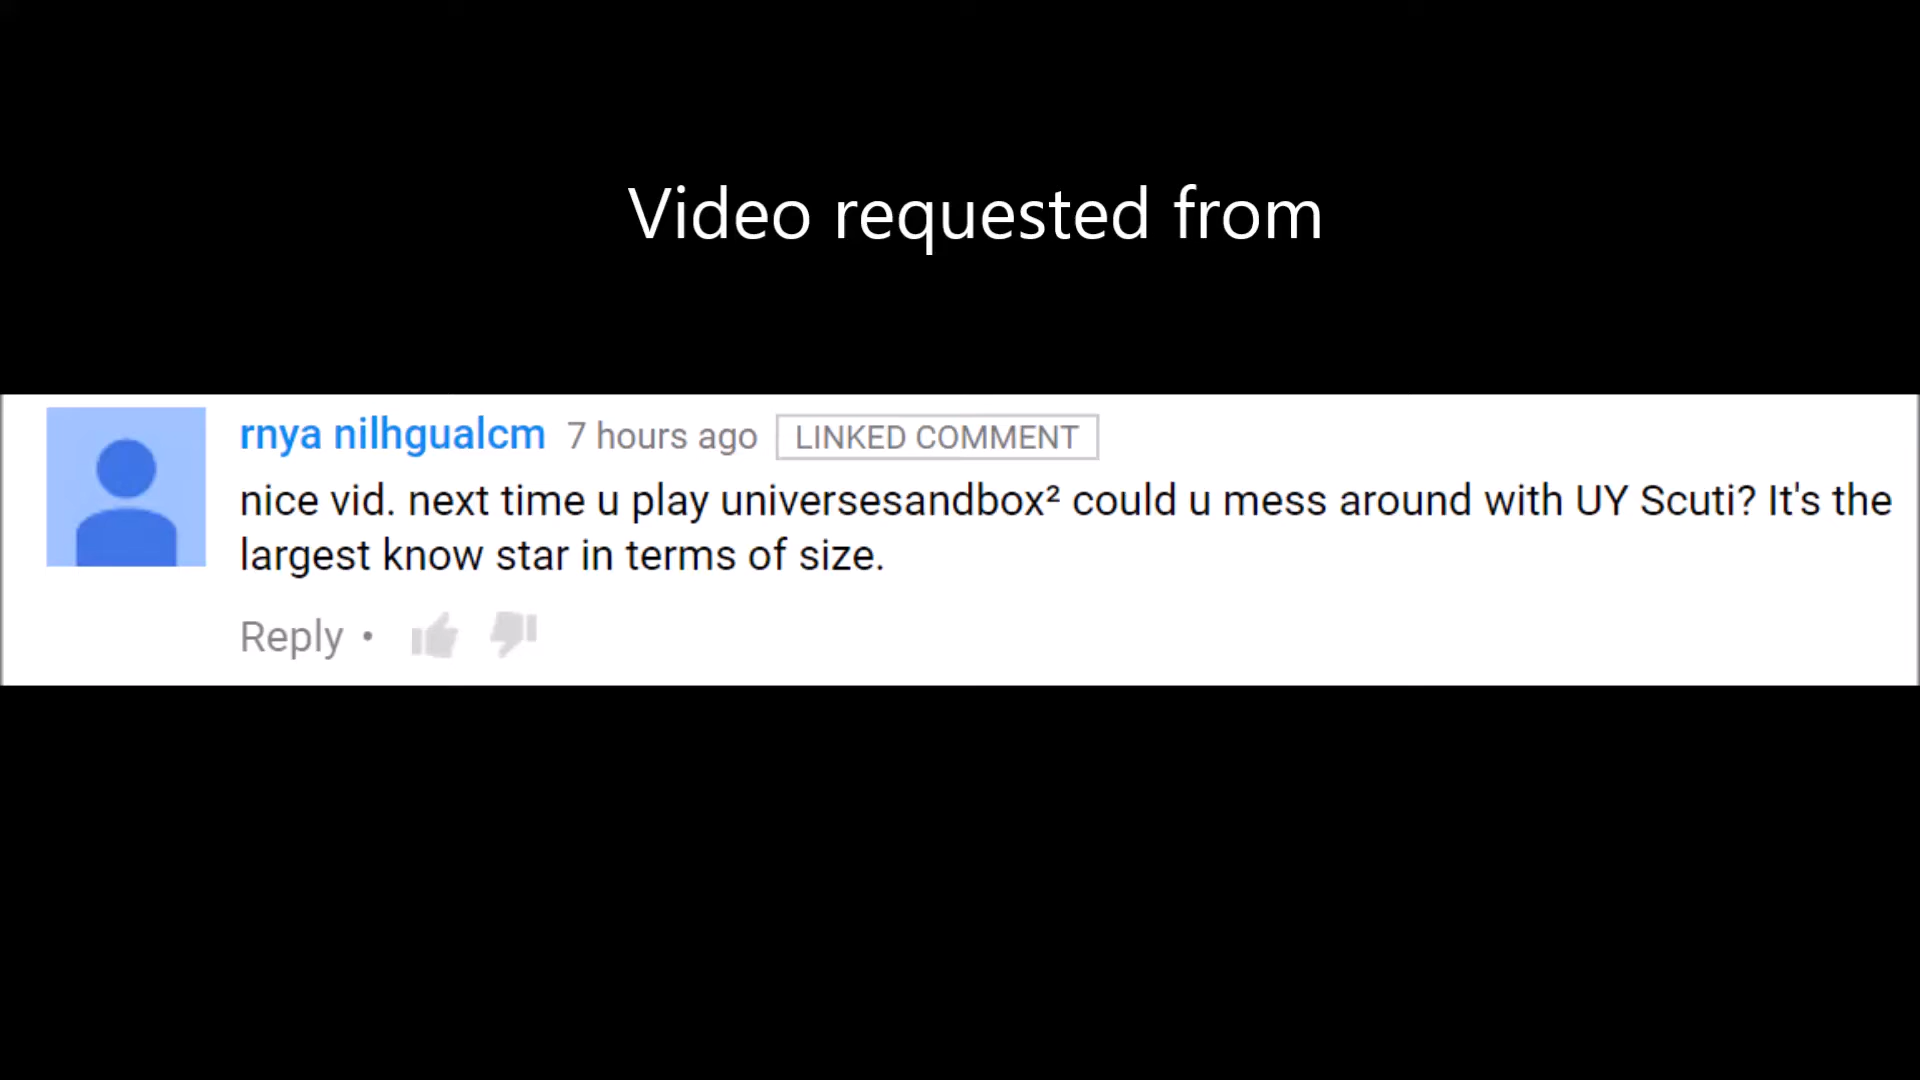 Video requested from
rnya nilhgualcm 7 hours ago LINKED COMMENT
nice vid. next time u play universesandbox² could u mess around with UY Scuti? It's the
largest know star in terms of size.
Reply •